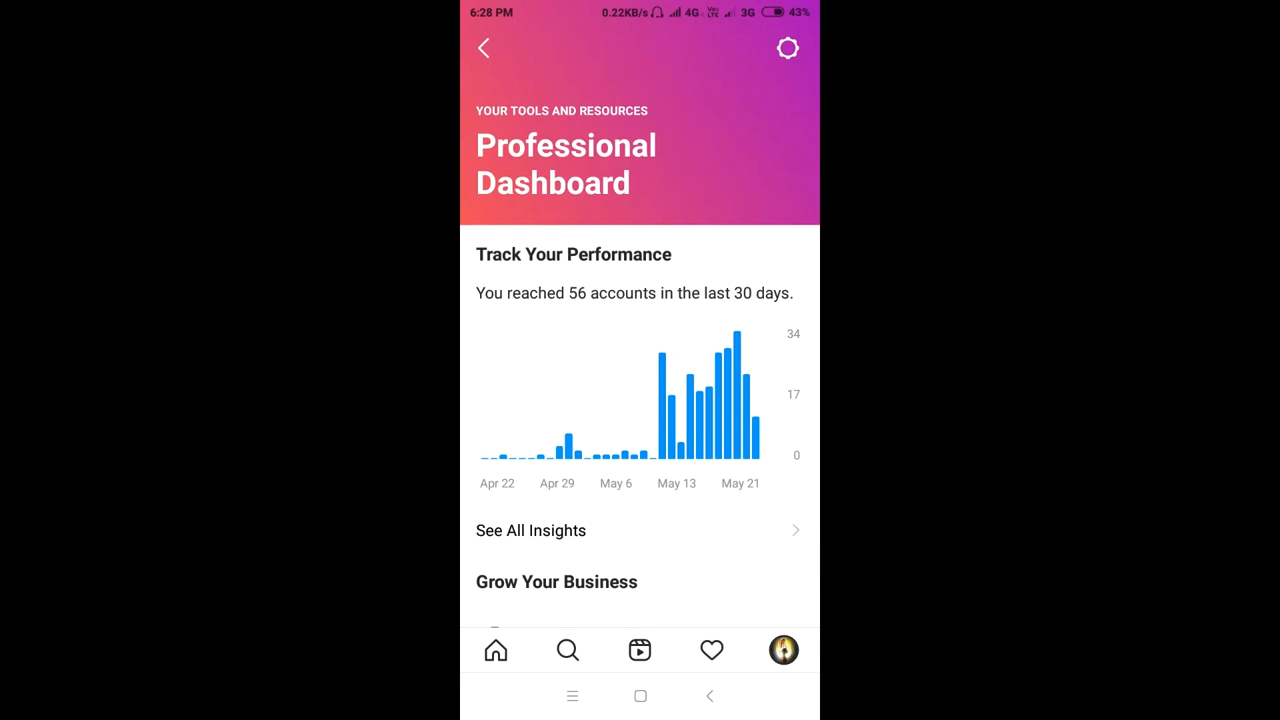 6:28 PM 0.22KB/s 4G Vo) LTE 3G 43%
YOUR TOOLS AND RESOURCES
Professional
Dashboard
Track Your Performance
You reached 56 accounts in the last 30 days.
34
17
0
Apr 22 Apr 29 May 6 May 13 May 21
See All Insights
Grow Your Business